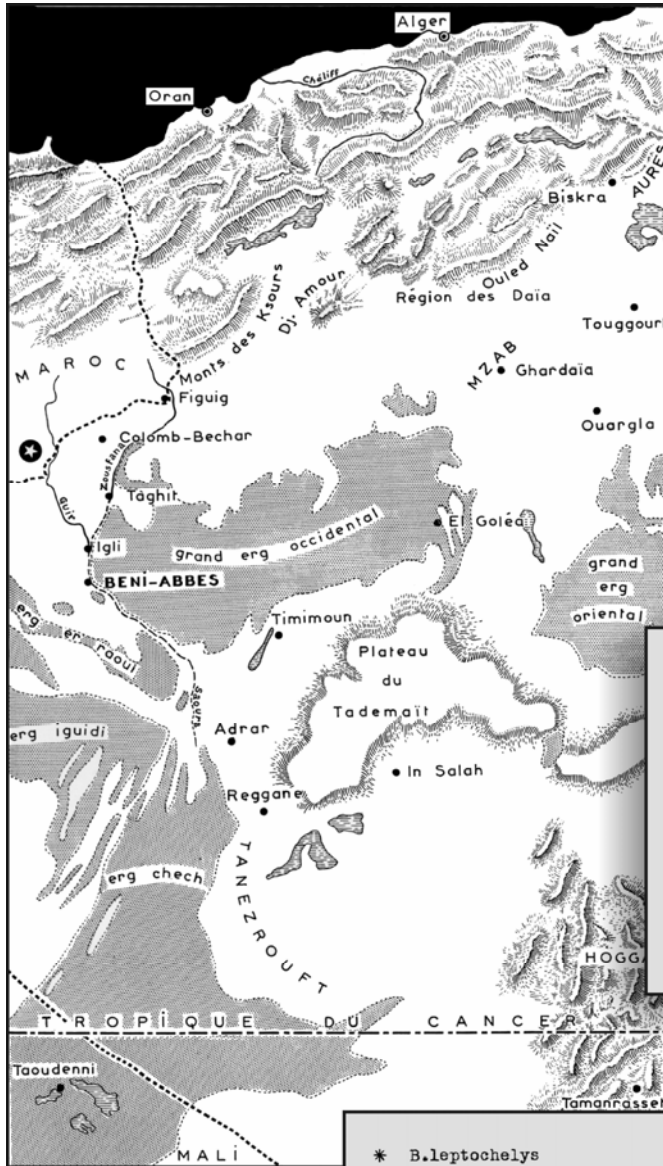 Alger
Chéliff
Oran
Biskra
AURES
Ouled Naïl
Dj. Amour
Région des Daïa
Monts des Ksours
Touggourt
MAROC
MZAB
Ghardaïa
Figuig
Ouargla
Colomb-Bechar
Zousfana
Taghit
Guir
El Goléa
Igli
grand erg occidental
BENI-ABBES
grand
erg
oriental
erg er raoui
Timimoun
Plateau
du
Tademaït
Saoura
erg iguidi
Adrar
In Salah
Reggane
erg chech
TANEZROUFT
HOGGA
TROPIQUE DU CANCER
Taoudenni
Tamanrasset
MALI
* B.leptochelys